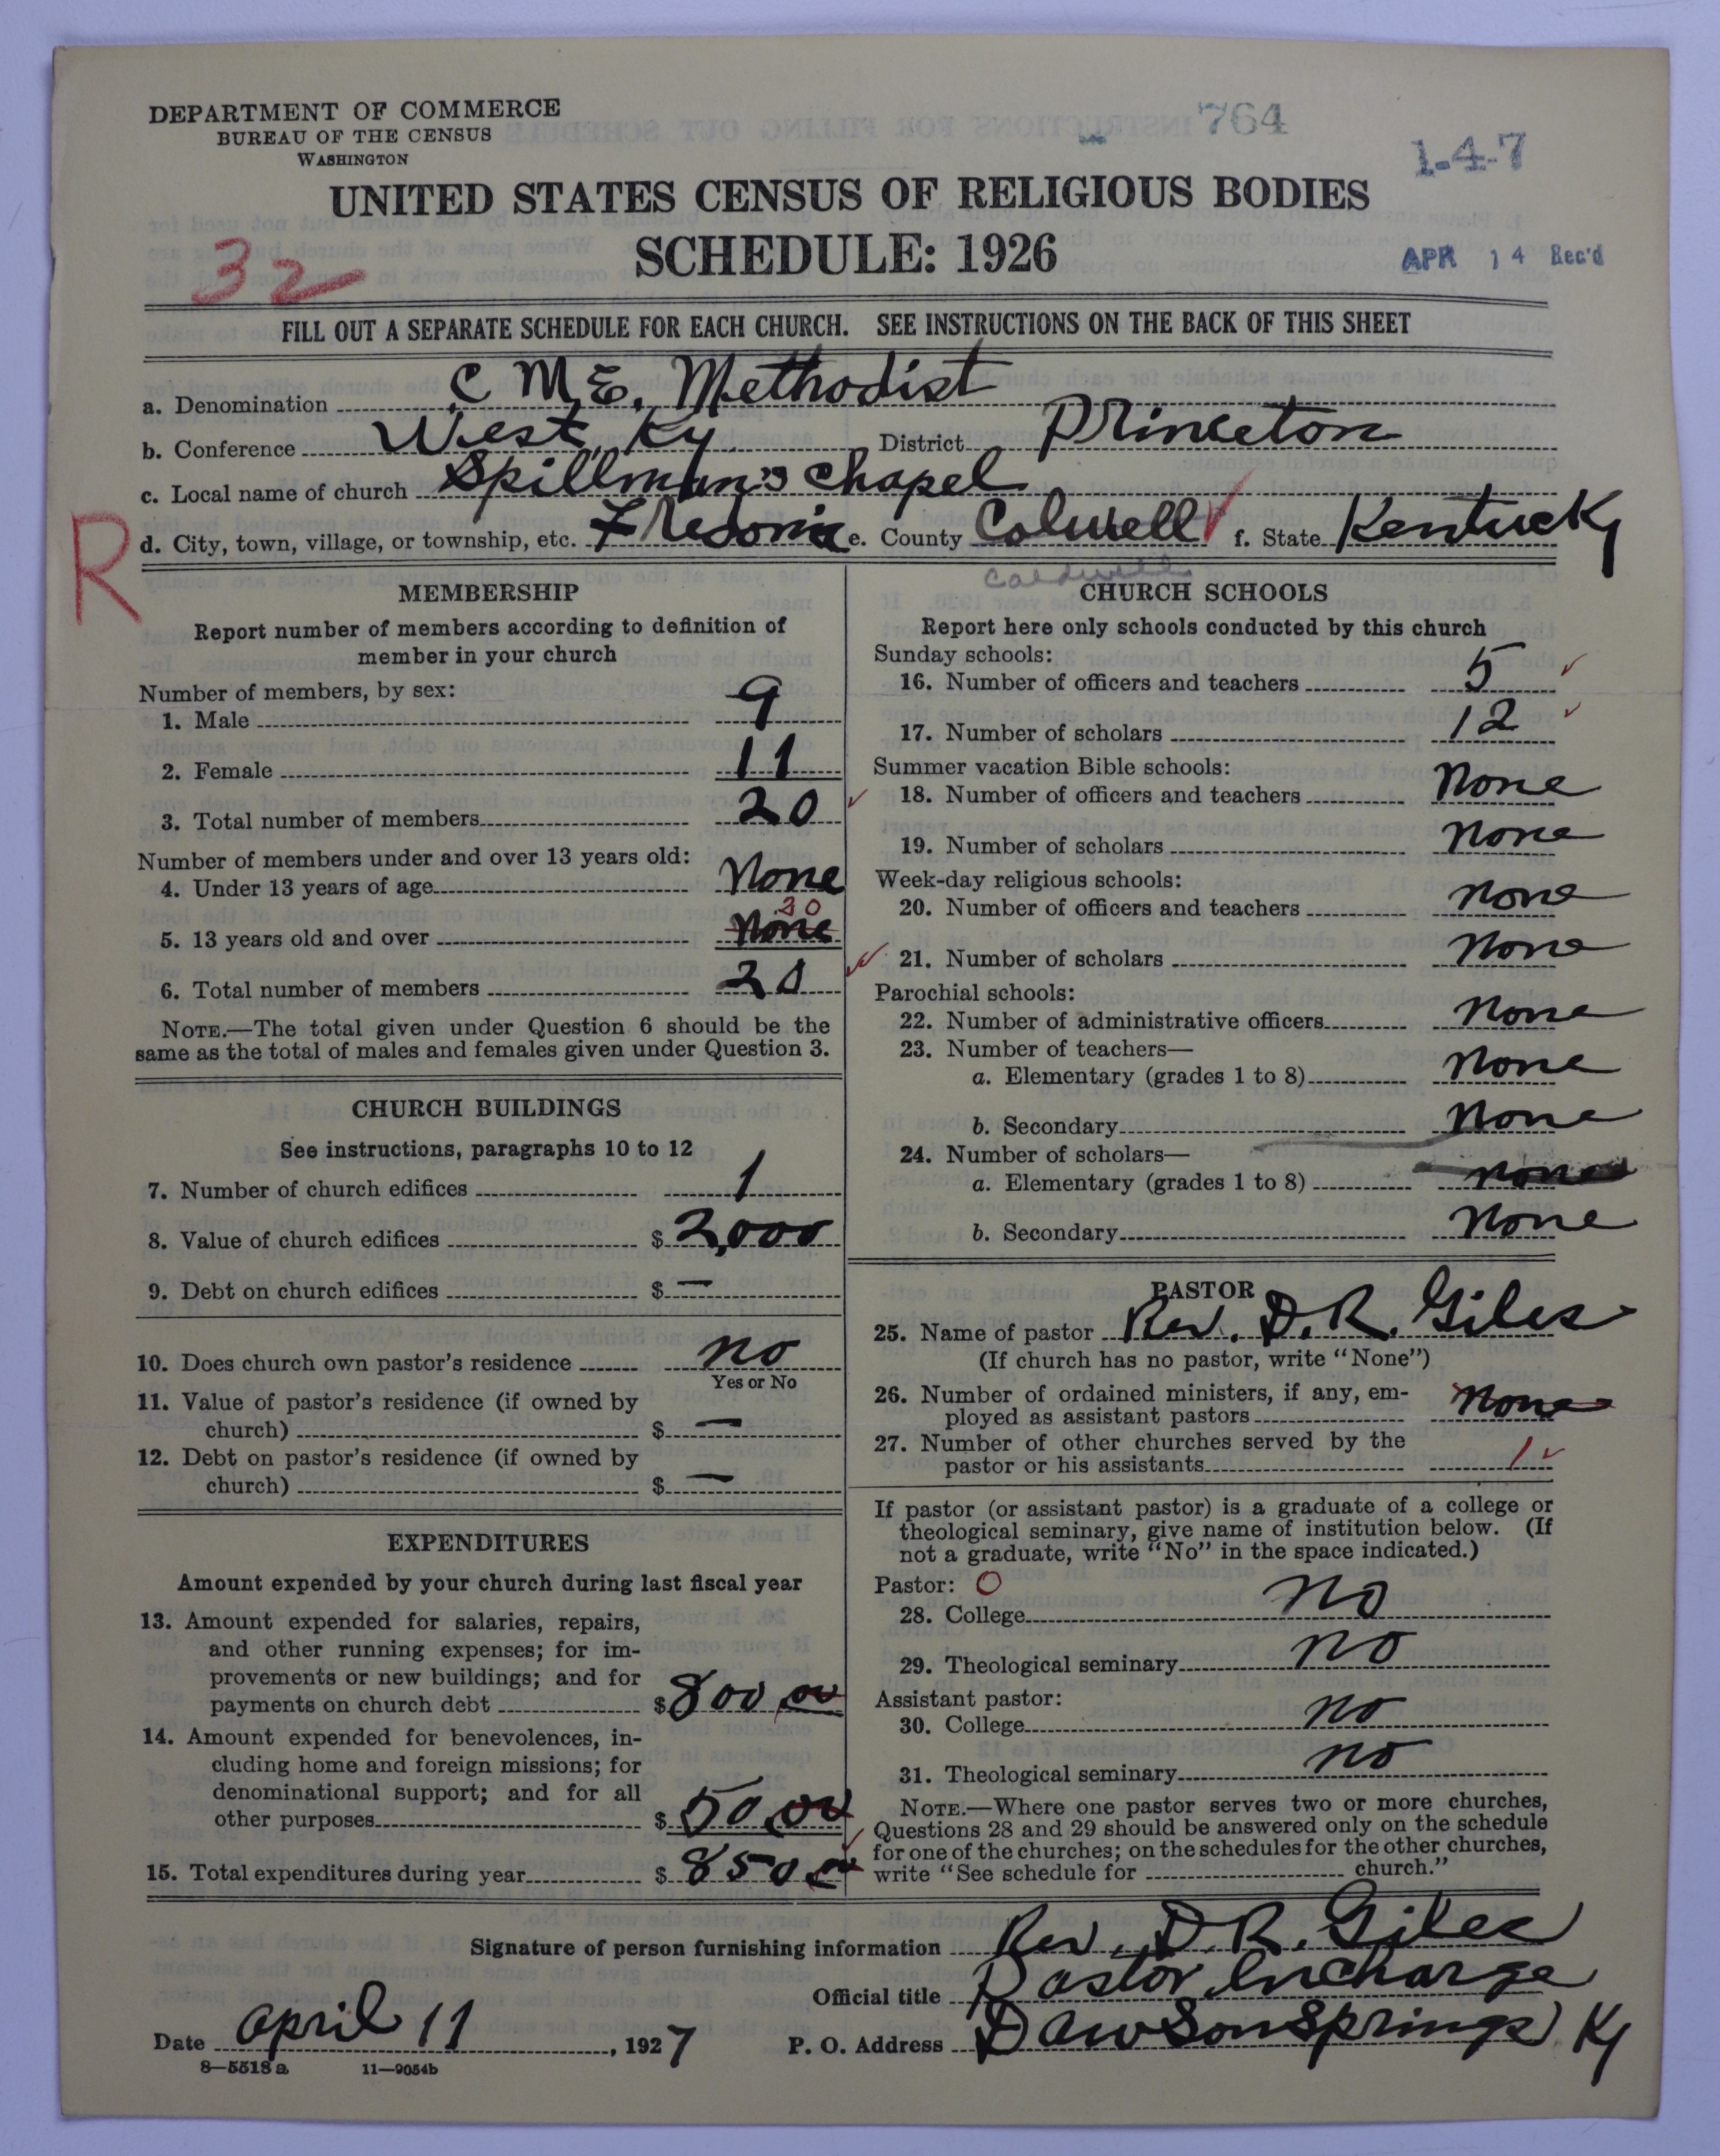 DEPARTMENT OF COMMERCE
BUREAU OF THE CENSUS
WASHINGTON
764
1-4-7
UNITED STATES CENSUS OF RELIGIOUS BODIES
SCHEDULE: 1926
32
APR 14 Rec'd
FILL OUT A SEPARATE SCHEDULE FOR EACH CHURCH. SEE INSTRUCTIONS ON THE BACK OF THIS SHEET
a. Denomination C M.E. Methodist
b. Conference West Ky District Princeton
c. Local name of church Spillman's Chapel
R
d. City, town, village, or township, etc. Fredonia e. County Colwell f. State Kentucky
Caldwell
MEMBERSHIP
Report number of members according to definition of
member in your church
Number of members, by sex:
1. Male 9
2. Female 11
3. Total number of members 20
Number of members under and over 13 years old:
4. Under 13 years of age None
20
5. 13 years old and over None
6. Total number of members 20
NOTE.—The total given under Question 6 should be the
same as the total of males and females given under Question 3.
CHURCH BUILDINGS
See instructions, paragraphs 10 to 12
7. Number of church edifices 1
8. Value of church edifices $ 2,000
9. Debt on church edifices $ —
10. Does church own pastor's residence no
Yes or No
11. Value of pastor's residence (if owned by
church) $ —
12. Debt on pastor's residence (if owned by
church) $ —
EXPENDITURES
Amount expended by your church during last fiscal year
13. Amount expended for salaries, repairs,
and other running expenses; for im-
provements or new buildings; and for
payments on church debt $ 800.00
14. Amount expended for benevolences, in-
cluding home and foreign missions; for
denominational support; and for all
other purposes $ 50.00
15. Total expenditures during year $ 850.00
CHURCH SCHOOLS
Report here only schools conducted by this church
Sunday schools:
16. Number of officers and teachers 5
17. Number of scholars 12
Summer vacation Bible schools:
18. Number of officers and teachers None
19. Number of scholars None
Week-day religious schools:
20. Number of officers and teachers None
21. Number of scholars None
Parochial schools:
22. Number of administrative officers None
23. Number of teachers—
a. Elementary (grades 1 to 8) None
b. Secondary None
24. Number of scholars—
a. Elementary (grades 1 to 8) None
b. Secondary None
PASTOR
25. Name of pastor Rev. D.R. Giles
(If church has no pastor, write "None")
26. Number of ordained ministers, if any, em-
ployed as assistant pastors None
27. Number of other churches served by the
pastor or his assistants 1
If pastor (or assistant pastor) is a graduate of a college or
theological seminary, give name of institution below. (If
not a graduate, write "No" in the space indicated.)
Pastor: O
28. College no
29. Theological seminary no
Assistant pastor:
30. College no
31. Theological seminary no
NOTE.—Where one pastor serves two or more churches,
Questions 28 and 29 should be answered only on the schedule
for one of the churches; on the schedules for the other churches,
write "See schedule for church."
Signature of person furnishing information Rev. D.R. Giles
Official title Pastor Incharge
Date April 11, 1927 P. O. Address Dawson Springs Ky
8—5518a 11—9054b